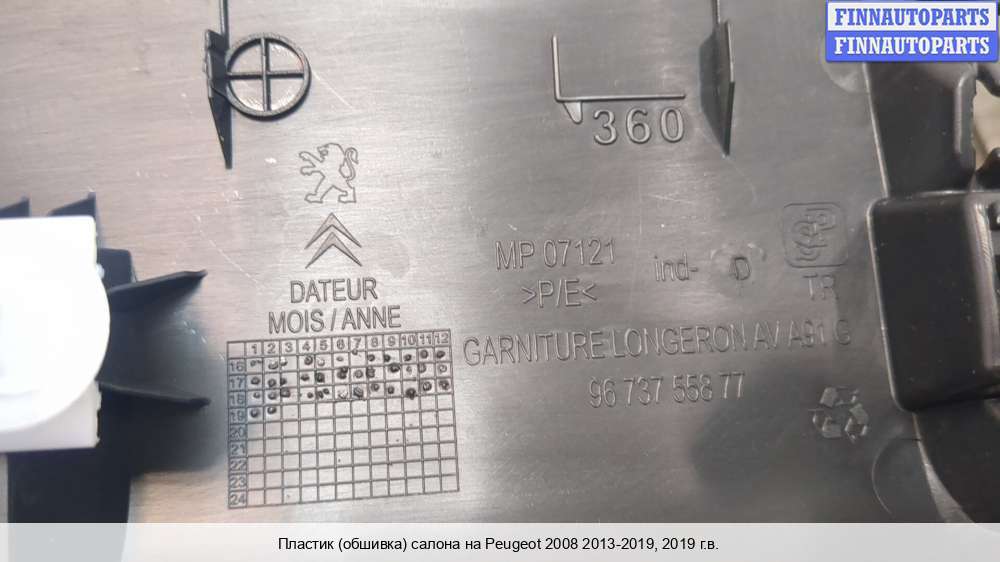 FINNAUTOPARTS
FINNAUTOPARTS
360
DATEUR
MOIS / ANNE
1 2 3 4 5 6 7 8 9 10 11 12
16
17
18
19
20
21
22
23
24
MP 07121
>P/E<
ind- D
TR
GARNITURE LONGERON AV A91 G
96 737 558 77
Пластик (обшивка) салона на Peugeot 2008 2013-2019, 2019 г.в.